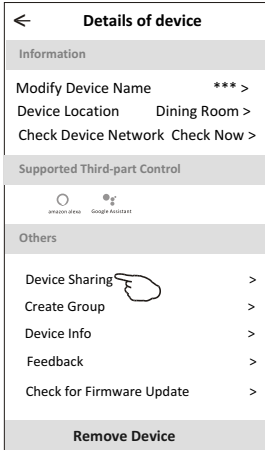 Details of device
Information
Modify Device Name *** >
Device Location Dining Room >
Check Device Network Check Now >
Supported Third-part Control
amazon alexa Google Assistant
Others
Device Sharing >
Create Group >
Device Info >
Feedback >
Check for Firmware Update >
Remove Device